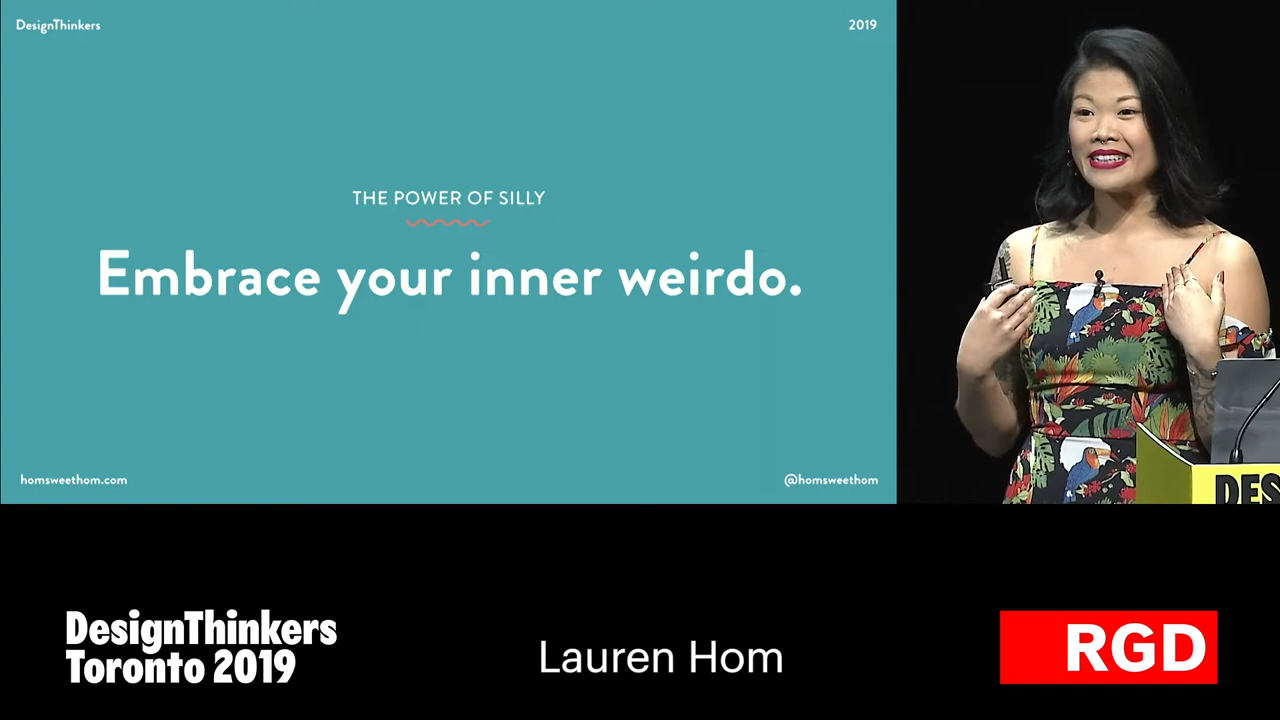 DesignThinkers
2019
THE POWER OF SILLY
Embrace your inner weirdo.
homsweethom.com
@homsweethom
DES
DesignThinkers
Toronto 2019
Lauren Hom
RGD